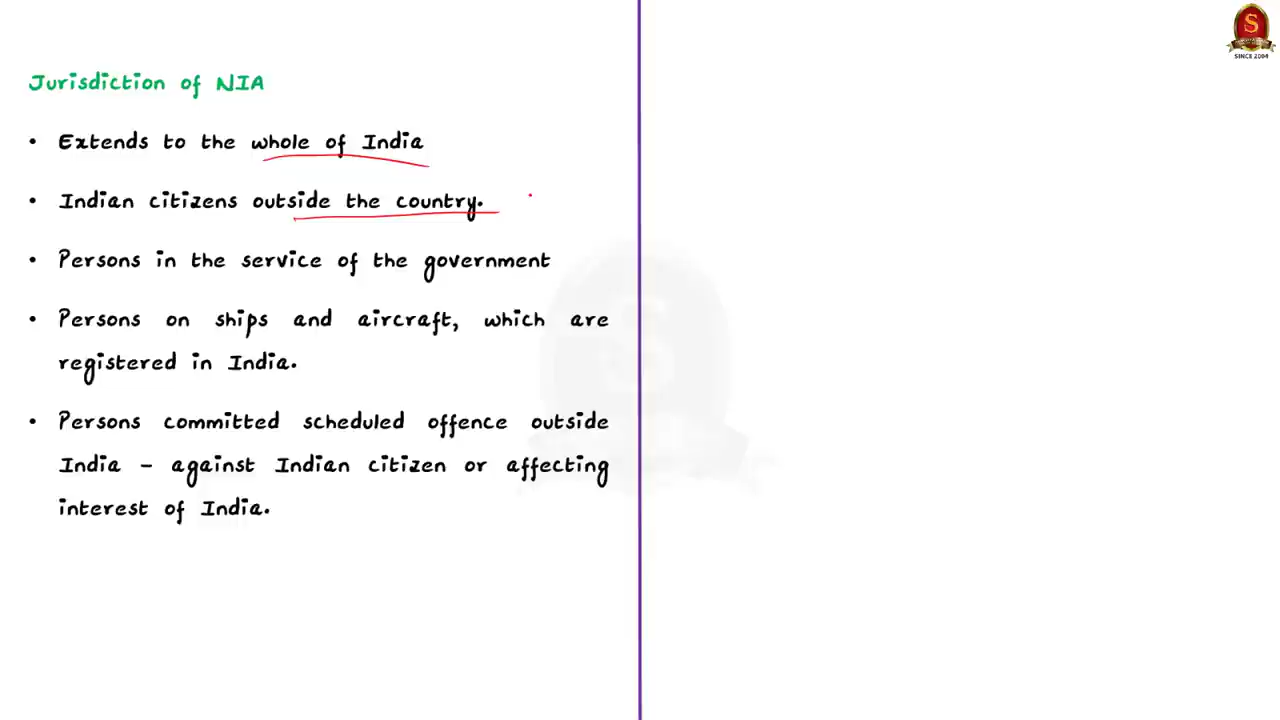 Jurisdiction of NIA
• Extends to the whole of India
• Indian citizens outside the country.
• Persons in the service of the government
• Persons on ships and aircraft, which are
registered in India.
• Persons committed scheduled offence outside
India - against Indian citizen or affecting
interest of India.
S
SINCE 2004